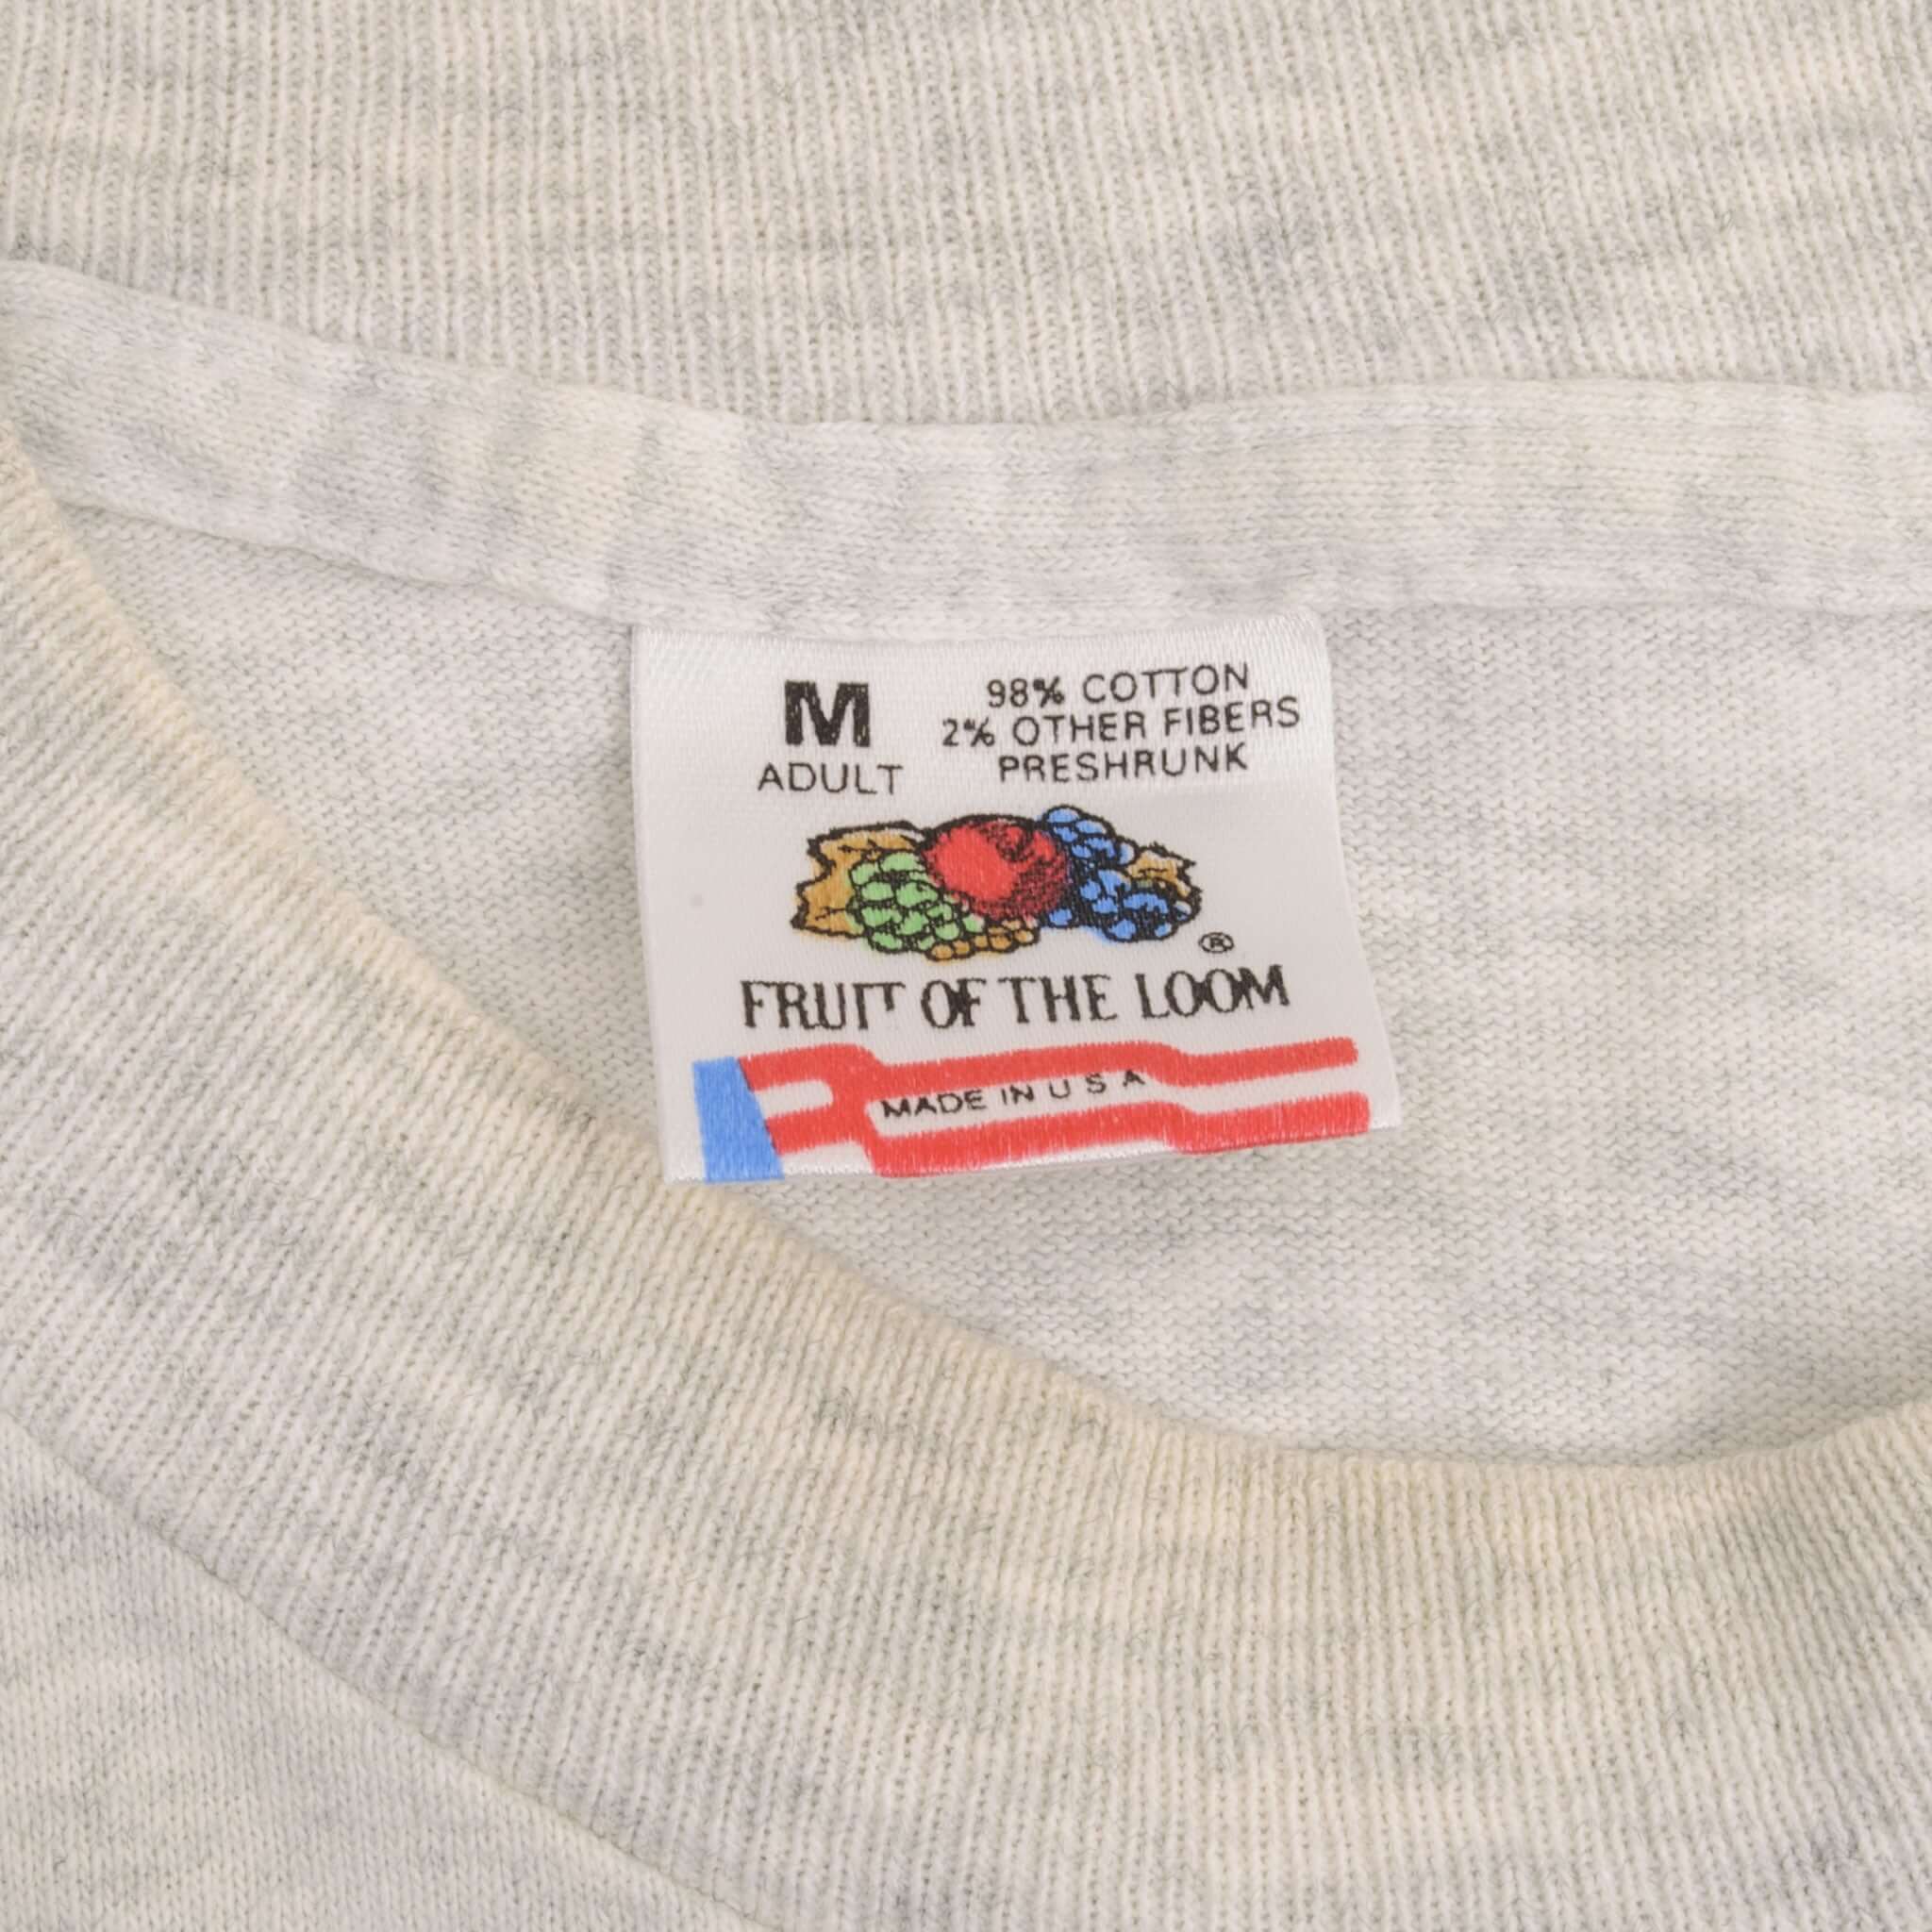 M
ADULT
98% COTTON
2% OTHER FIBERS
PRESHRUNK
®
FRUIT OF THE LOOM
MADE IN U S A